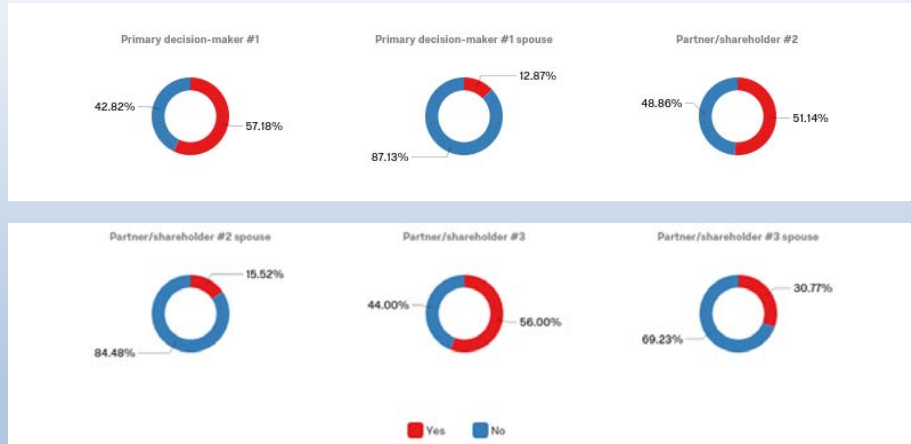 Primary decision-maker #1
Primary decision-maker #1 spouse
Partner/shareholder #2
42.82%
57.18%
12.87%
87.13%
48.86%
51.14%
Partner/shareholder #2 spouse
Partner/shareholder #3
Partner/shareholder #3 spouse
15.52%
84.48%
44.00%
56.00%
30.77%
69.23%
Yes
No